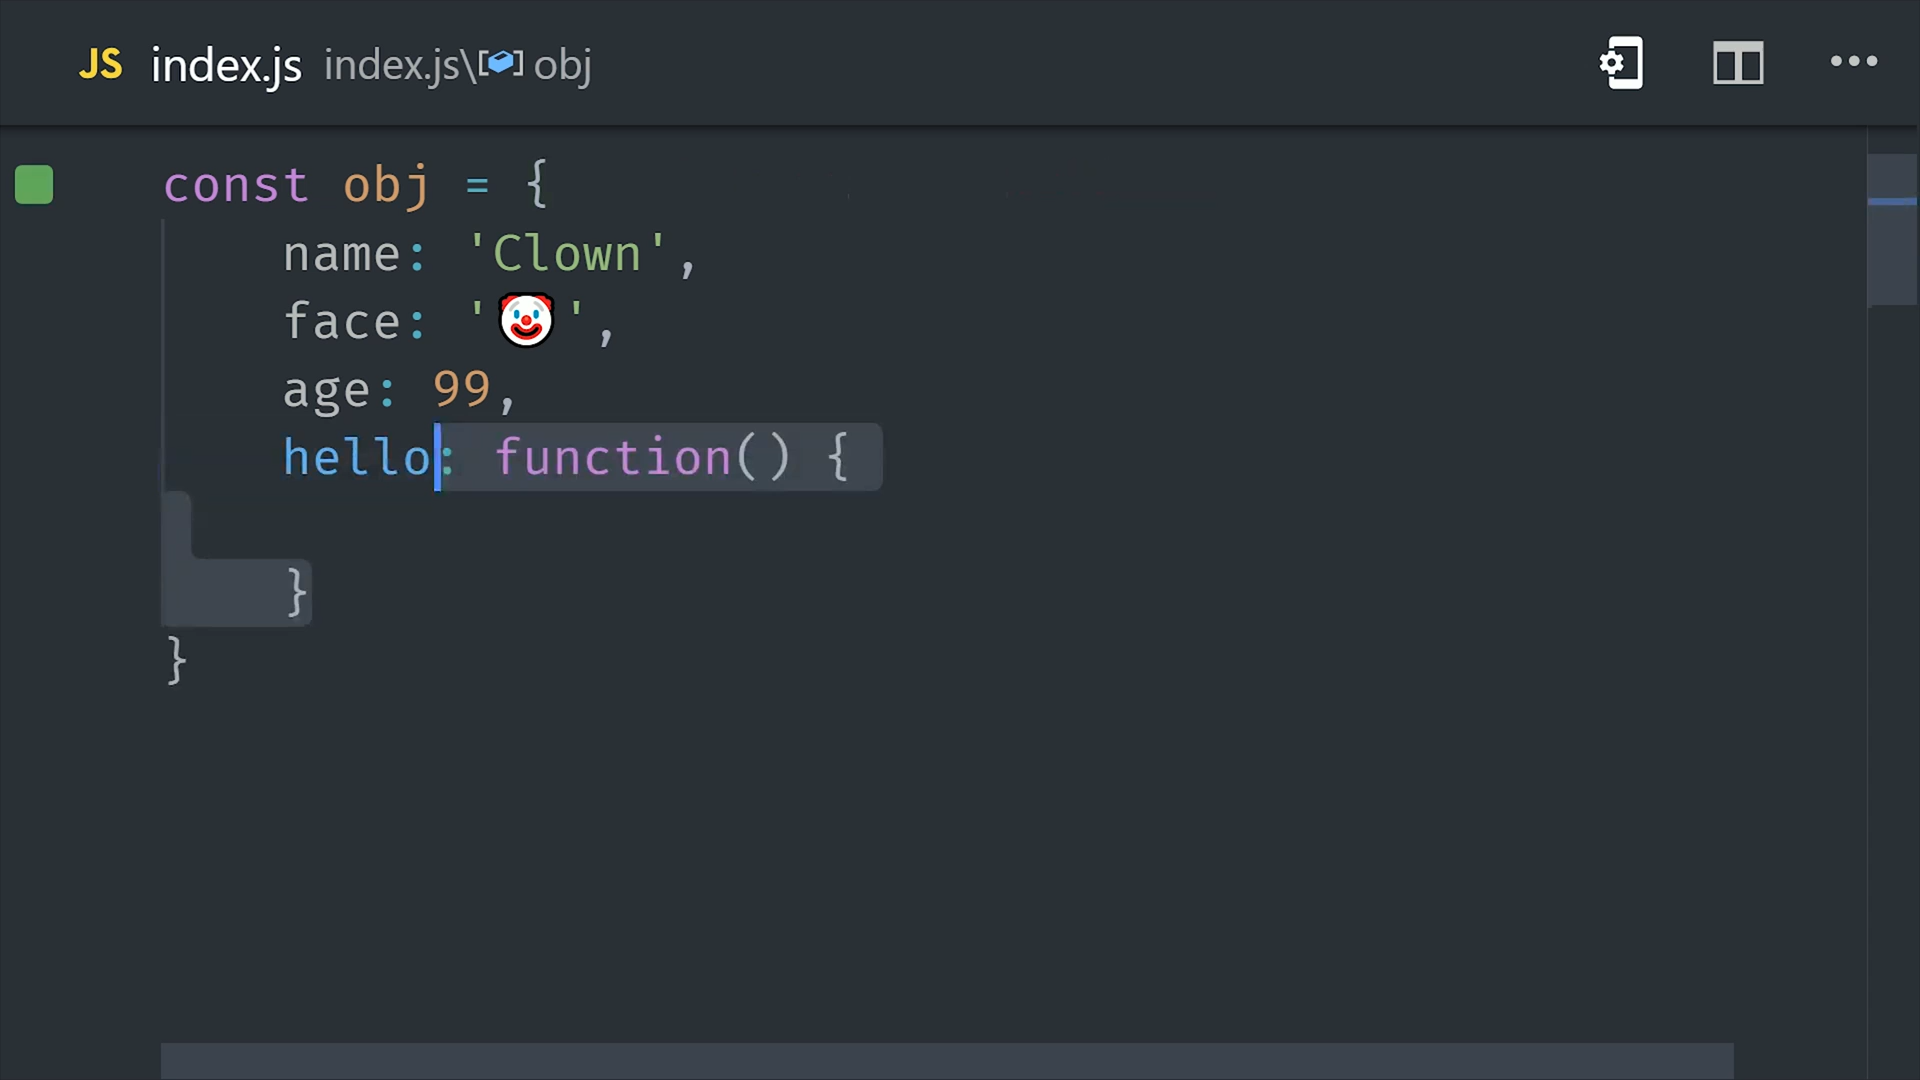 JS index.js index.js\[] obj
const obj = {
name: 'Clown',
face: '🤡',
age: 99,
hello: function() {
}
}